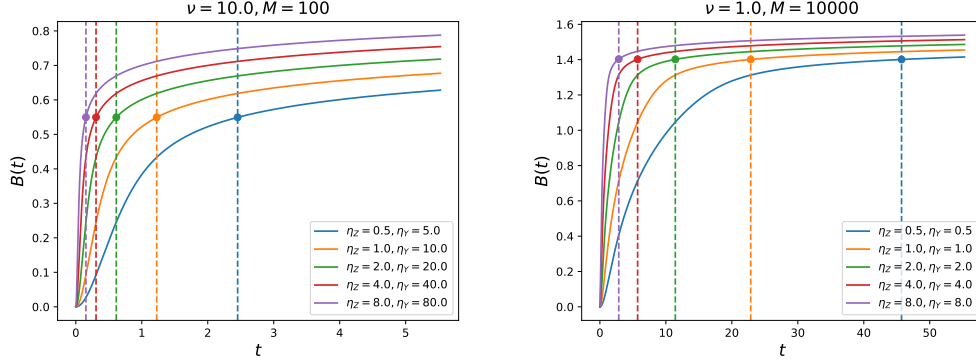 ν = 10.0, M = 100
B(t)
0.8
0.7
0.6
0.5
0.4
0.3
0.2
0.1
0.0
0 1 2 3 4 5
t
η_Z = 0.5, η_Y = 5.0
η_Z = 1.0, η_Y = 10.0
η_Z = 2.0, η_Y = 20.0
η_Z = 4.0, η_Y = 40.0
η_Z = 8.0, η_Y = 80.0
ν = 1.0, M = 10000
B(t)
1.6
1.4
1.2
1.0
0.8
0.6
0.4
0.2
0.0
0 10 20 30 40 50
t
η_Z = 0.5, η_Y = 0.5
η_Z = 1.0, η_Y = 1.0
η_Z = 2.0, η_Y = 2.0
η_Z = 4.0, η_Y = 4.0
η_Z = 8.0, η_Y = 8.0